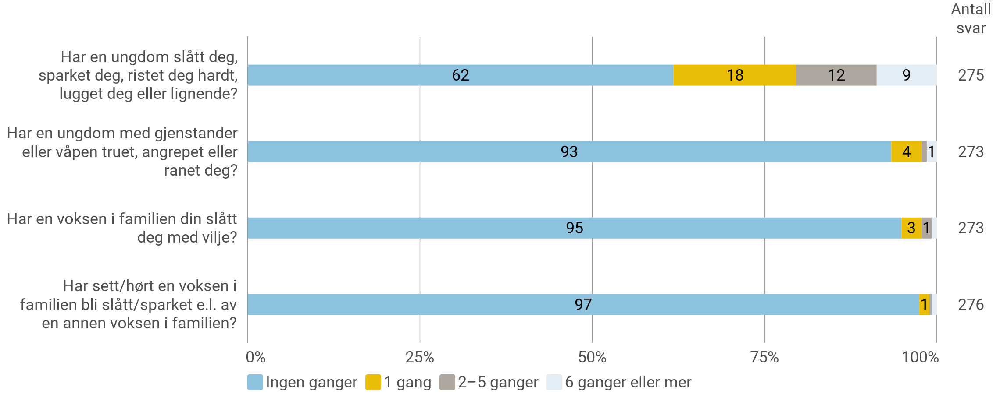 Antall
svar
Har en ungdom slått deg,
sparket deg, ristet deg hardt,
lugget deg eller lignende?
62 18 12 9 275
Har en ungdom med gjenstander
eller våpen truet, angrepet eller
ranet deg?
93 4 1 273
Har en voksen i familien din slått
deg med vilje?
95 3 1 273
Har sett/hørt en voksen i
familien bli slått/sparket e.l. av
en annen voksen i familien?
97 1 276
0% 25% 50% 75% 100%
Ingen ganger 1 gang 2–5 ganger 6 ganger eller mer